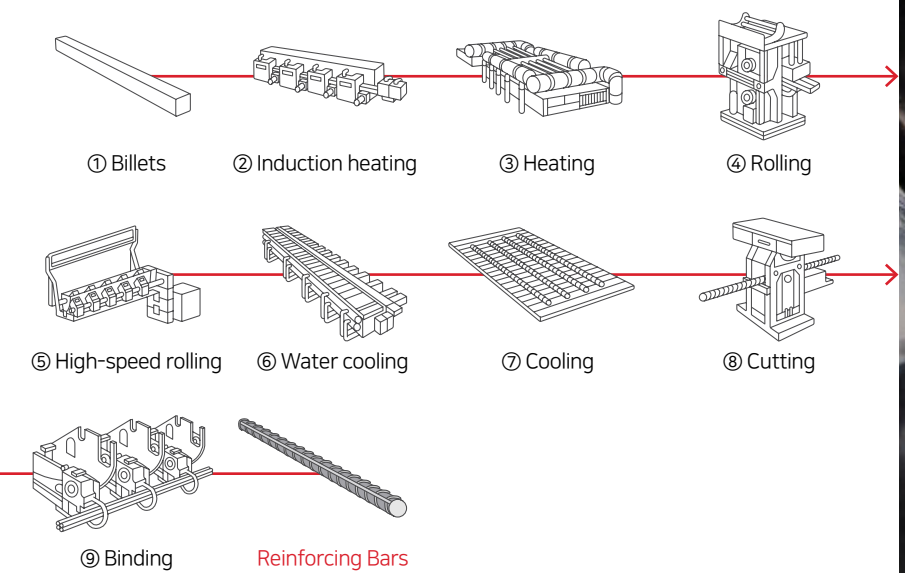 ① Billets
② Induction heating
③ Heating
④ Rolling
⑤ High-speed rolling
⑥ Water cooling
⑦ Cooling
⑧ Cutting
⑨ Binding
Reinforcing Bars